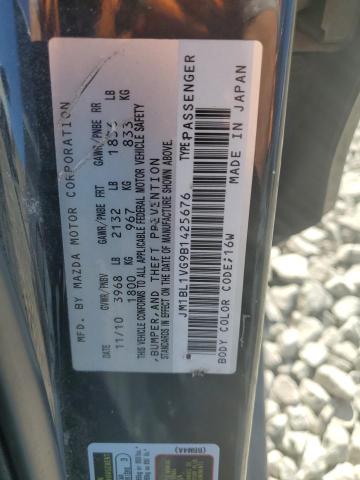 MFD. BY MAZDA MOTOR CORPORATION
DATE GVWR/PNBV GAWR/PNBE FRT GAWR/PNBE RR
11/10 3968 LB 2132 LB LB
1800 KG 967 KG 833 KG
THIS VEHICLE CONFORMS TO ALL APPLICABLE FEDERAL MOTOR VEHICLE SAFETY
, BUMPER, AND THEFT PREVENTION
STANDARDS IN EFFECT ON THE DATE OF MANUFACTURE SHOWN ABOVE.
JM1BL1VG9B1425676 TYPE:PASSENGER
BODY COLOR CODE:16W MADE IN JAPAN
(BBM4A)